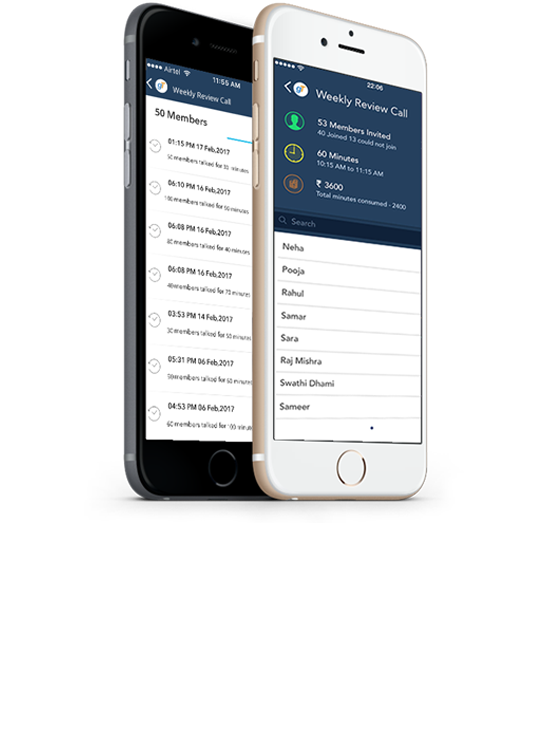 Airtel
11:55 AM
Weekly Review Call
50 Members
01:15 PM 17 Feb,2017
50 members talked for 30 minutes
06:10 PM 16 Feb,2017
100 members talked for 90 minutes
06:08 PM 16 Feb,2017
80 members talked for 40 minutes
06:08 PM 16 Feb,2017
40members talked for 70 minutes
03:53 PM 14 Feb,2017
30 members talked for 50 minutes
05:31 PM 06 Feb,2017
50members talked for 60 minutes
04:53 PM 06 Feb,2017
60 members talked for 100 minut
22:06
Weekly Review Call
53 Members Invited
40 Joined 13 could not join
60 Minutes
10:15 AM to 11:15 AM
₹ 3600
Total minutes consumed - 2400
Search
Neha
Pooja
Rahul
Samar
Sara
Raj Mishra
Swathi Dhami
Sameer